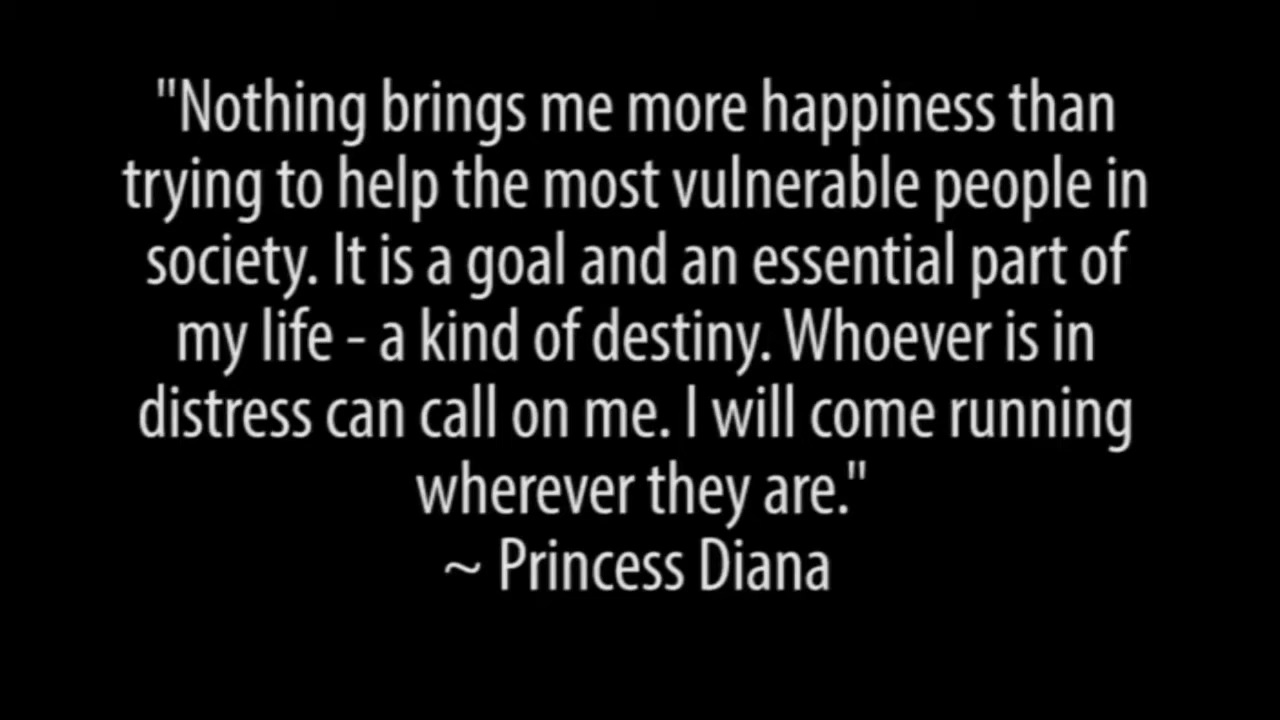 "Nothing brings me more happiness than
trying to help the most vulnerable people in
society. It is a goal and an essential part of
my life - a kind of destiny. Whoever is in
distress can call on me. I will come running
wherever they are."
~ Princess Diana